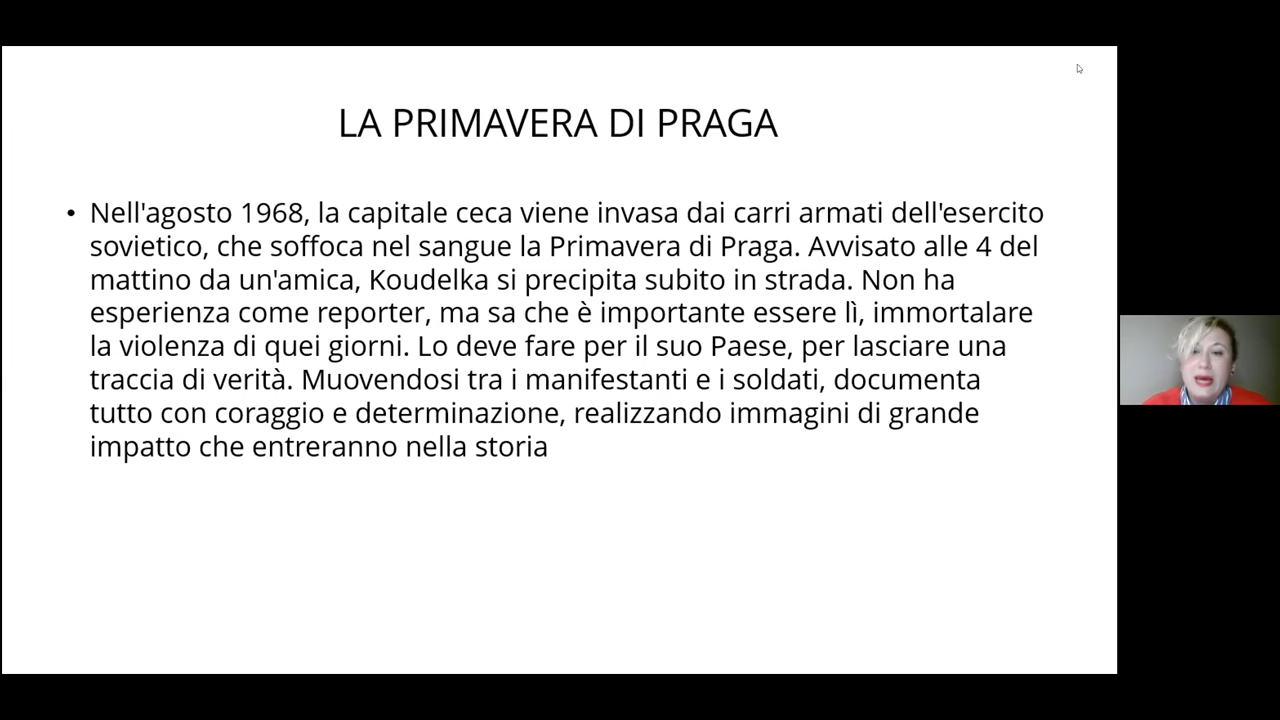 LA PRIMAVERA DI PRAGA
• Nell'agosto 1968, la capitale ceca viene invasa dai carri armati dell'esercito
sovietico, che soffoca nel sangue la Primavera di Praga. Avvisato alle 4 del
mattino da un'amica, Koudelka si precipita subito in strada. Non ha
esperienza come reporter, ma sa che è importante essere lì, immortalare
la violenza di quei giorni. Lo deve fare per il suo Paese, per lasciare una
traccia di verità. Muovendosi tra i manifestanti e i soldati, documenta
tutto con coraggio e determinazione, realizzando immagini di grande
impatto che entreranno nella storia